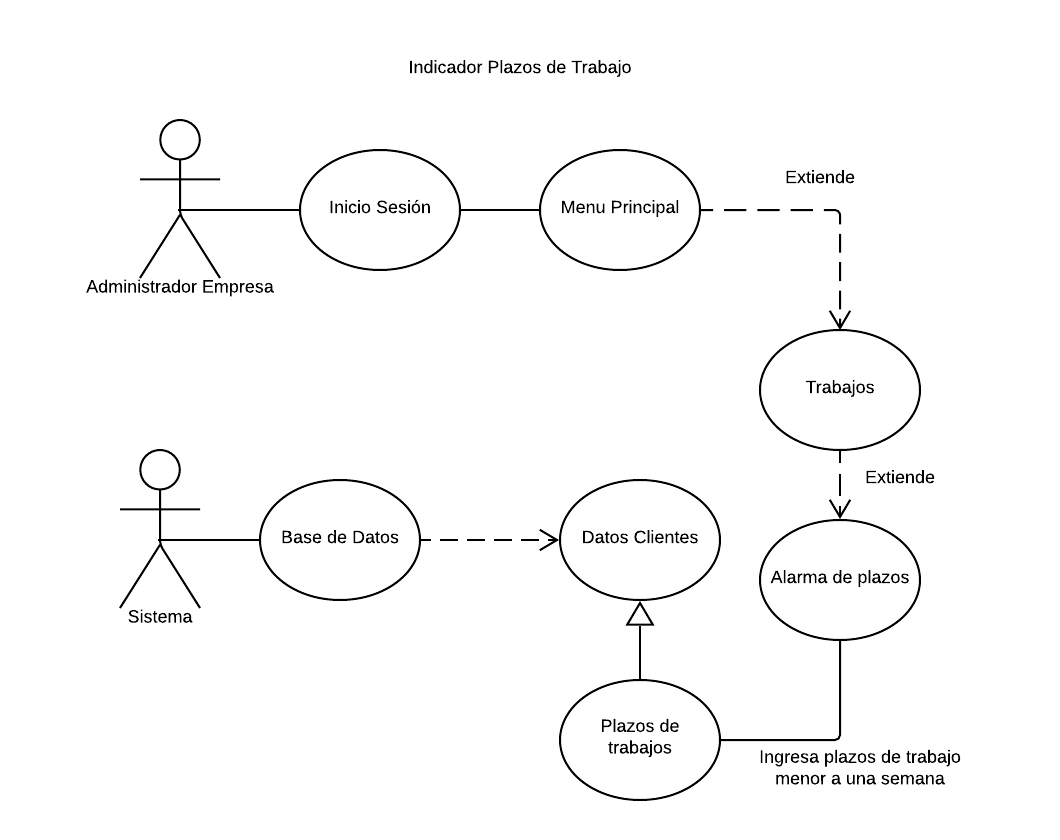 Indicador Plazos de Trabajo
Extiende
Inicio Sesión
Menu Principal
Administrador Empresa
Trabajos
Extiende
Base de Datos
Datos Clientes
Alarma de plazos
Sistema
Plazos de
trabajos
Ingresa plazos de trabajo
menor a una semana